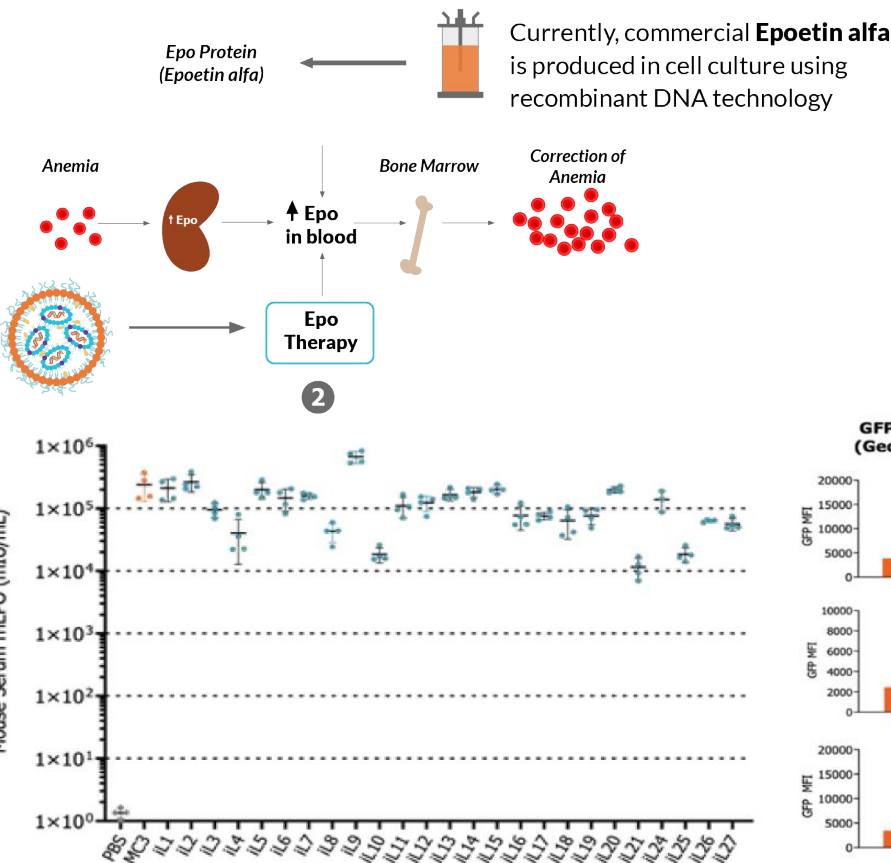 Currently, commercial Epoetin alfa
is produced in cell culture using
recombinant DNA technology
Epo Protein
(Epoetin alfa)
Anemia
↑ Epo
↑ Epo
in blood
Bone Marrow
Correction of
Anemia
Epo
Therapy
2
1×10⁶
1×10⁵
1×10⁴
1×10³
1×10²
1×10¹
1×10⁰
PBS
MC3
iL1
iL2
iL3
iL4
iL5
iL6
iL7
iL8
iL9
iL10
iL11
iL12
iL13
iL14
iL15
iL16
iL17
iL18
iL19
iL20
iL21
iL24
iL25
iL26
iL27
GFP
(Geo
20000
15000
10000
5000
0
GFP MFI
10000
8000
6000
4000
2000
0
GFP MFI
20000
15000
10000
5000
0
GFP MFI